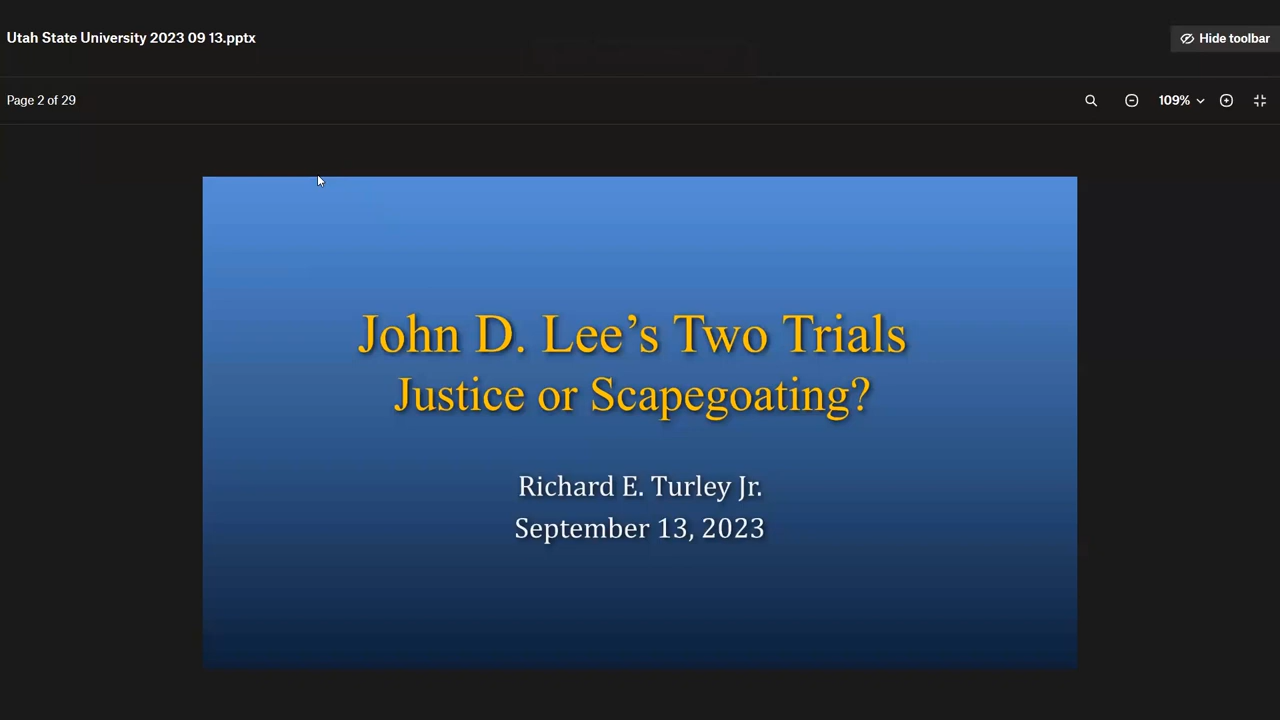 Utah State University 2023 09 13.pptx
Hide toolbar
Page 2 of 29
109%
John D. Lee’s Two Trials
Justice or Scapegoating?
Richard E. Turley Jr.
September 13, 2023